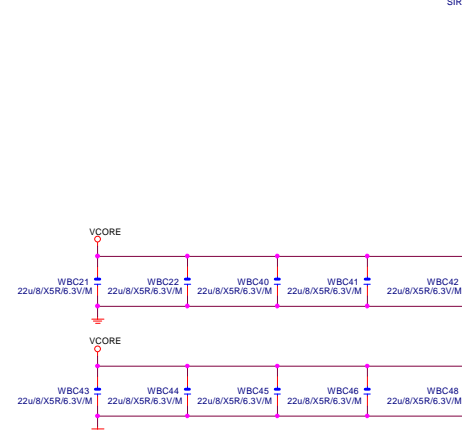 SIR
VCORE
WBC21 WBC22 WBC40 WBC41 WBC42
22u/8/X5R/6.3V/M 22u/8/X5R/6.3V/M 22u/8/X5R/6.3V/M 22u/8/X5R/6.3V/M 22u/8/X5R/6.3V/M
VCORE
WBC43 WBC44 WBC45 WBC46 WBC48
22u/8/X5R/6.3V/M 22u/8/X5R/6.3V/M 22u/8/X5R/6.3V/M 22u/8/X5R/6.3V/M 22u/8/X5R/6.3V/M